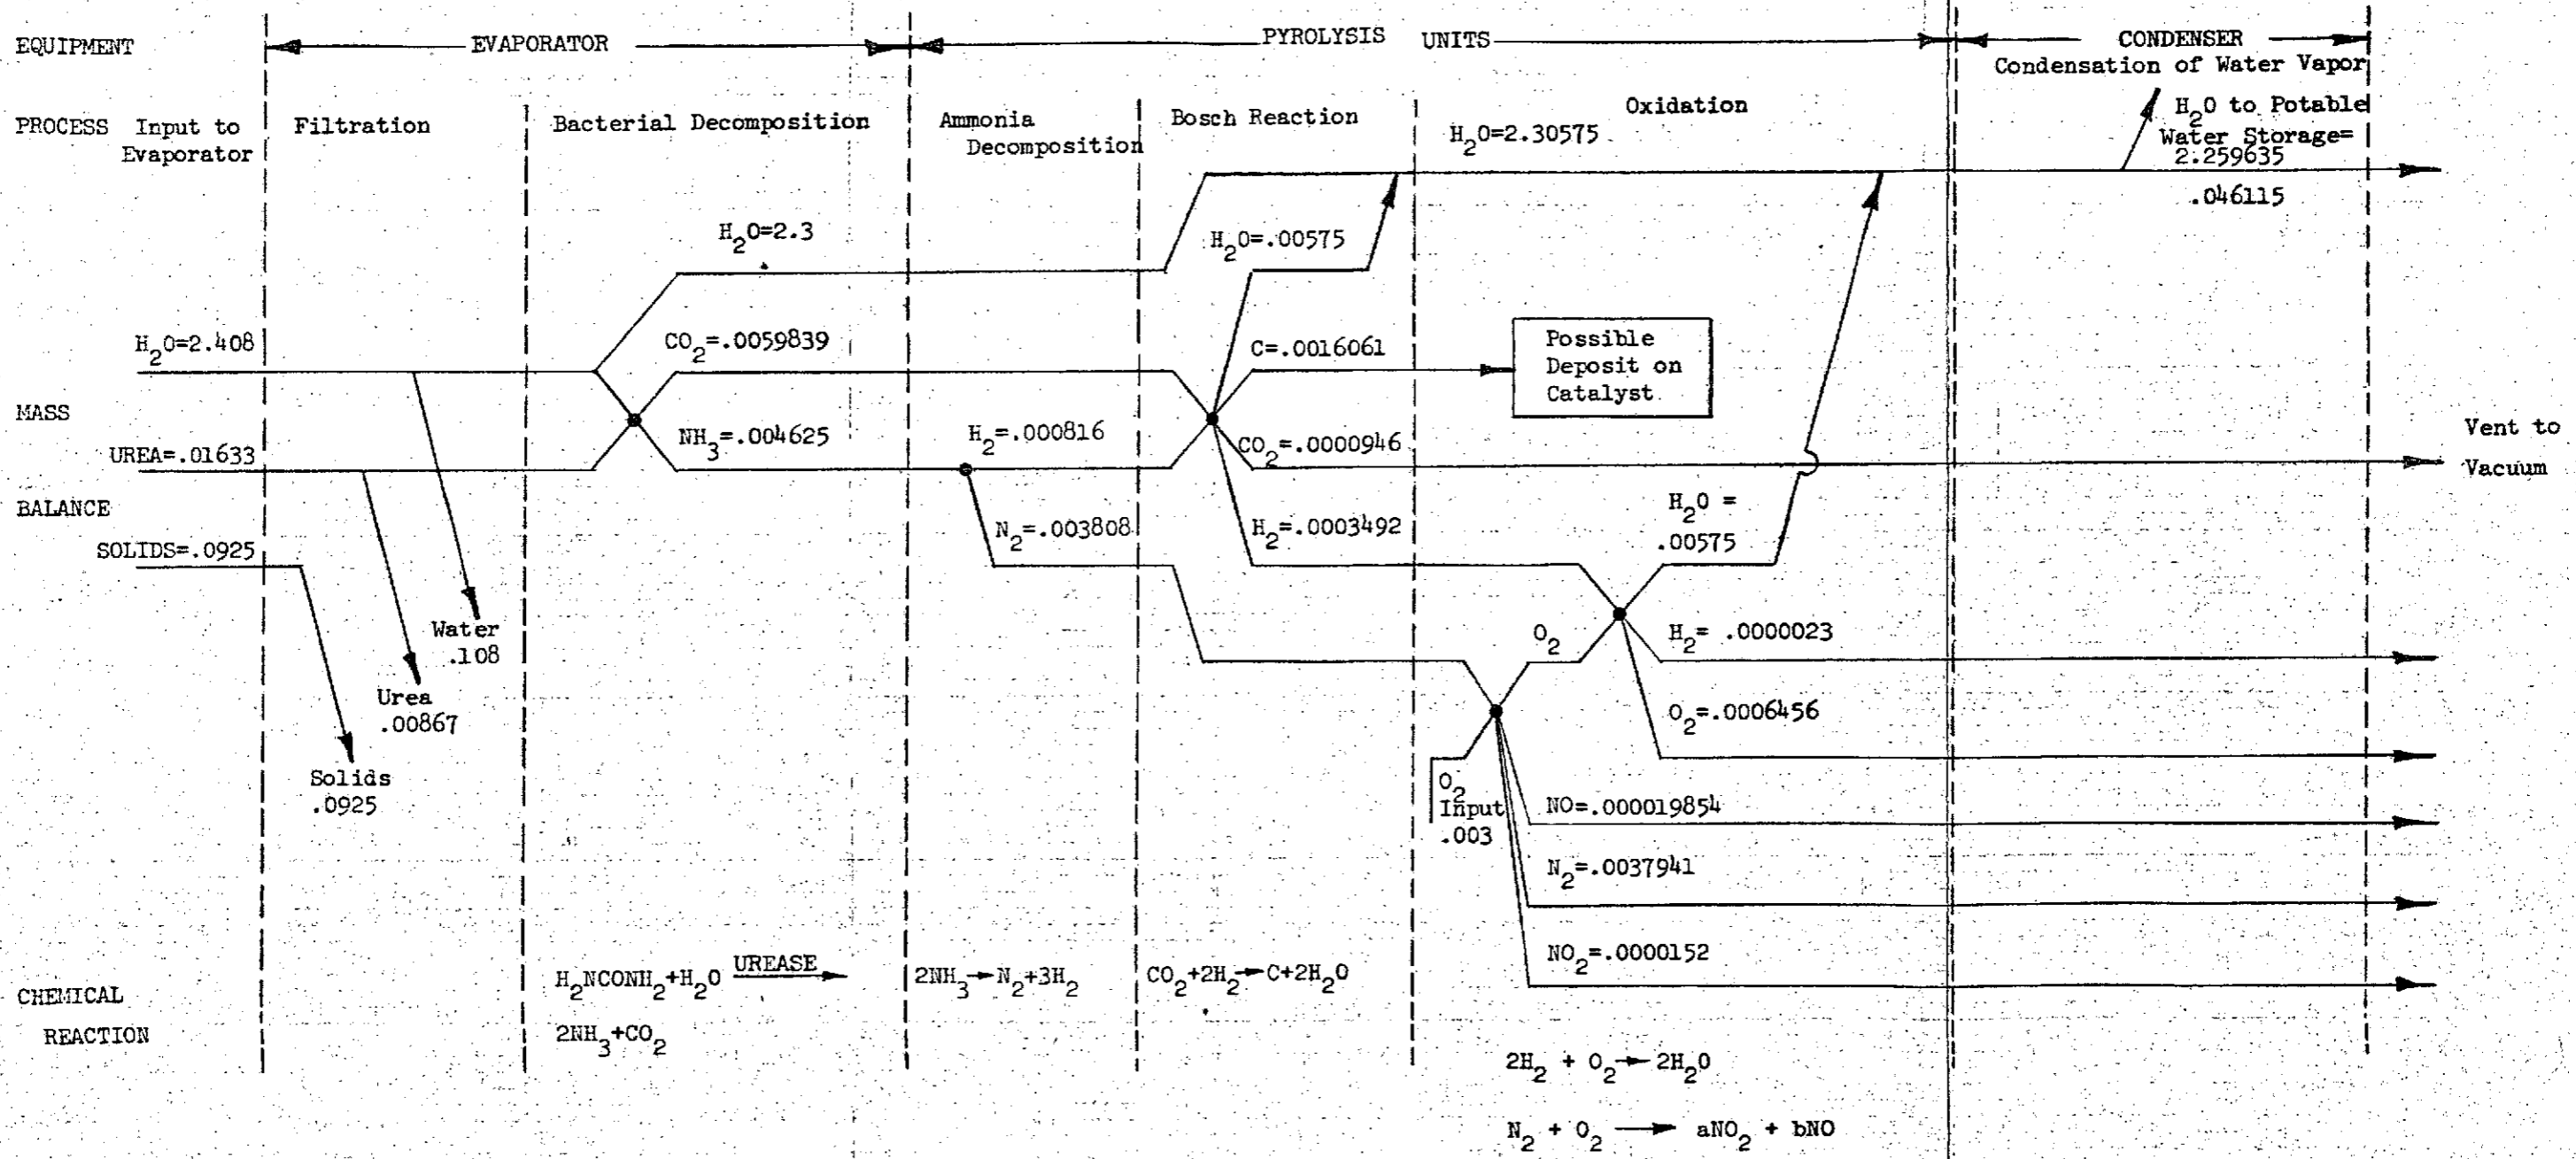 EQUIPMENT
EVAPORATOR
PYROLYSIS UNITS
CONDENSER
Condensation of Water Vapor
PROCESS
Input to
Evaporator
Filtration
Bacterial Decomposition
Ammonia
Decomposition
Bosch Reaction
Oxidation
H₂O to Potable
Water Storage=
2.259635
.046115
H₂O=2.30575
H₂O=2.3
H₂O=.00575
H₂O=2.408
CO₂=.0059839
C=.0016061
Possible
Deposit on
Catalyst
MASS
UREA=.01633
NH₃=.004625
H₂=.000816
CO₂=.0000946
Vent to
Vacuum
BALANCE
SOLIDS=.0925
N₂=.003808
H₂=.0003492
H₂O =
.00575
Water
.108
Urea
.00867
Solids
.0925
O₂
H₂= .0000023
O₂=.0006456
O₂
Input
.003
NO=.000019854
N₂=.0037941
NO₂=.0000152
CHEMICAL
REACTION
H₂NCONH₂+H₂O UREASE→
2NH₃+CO₂
2NH₃→N₂+3H₂
CO₂+2H₂→C+2H₂O
2H₂ + O₂→ 2H₂O
N₂ + O₂ → aNO₂ + bNO